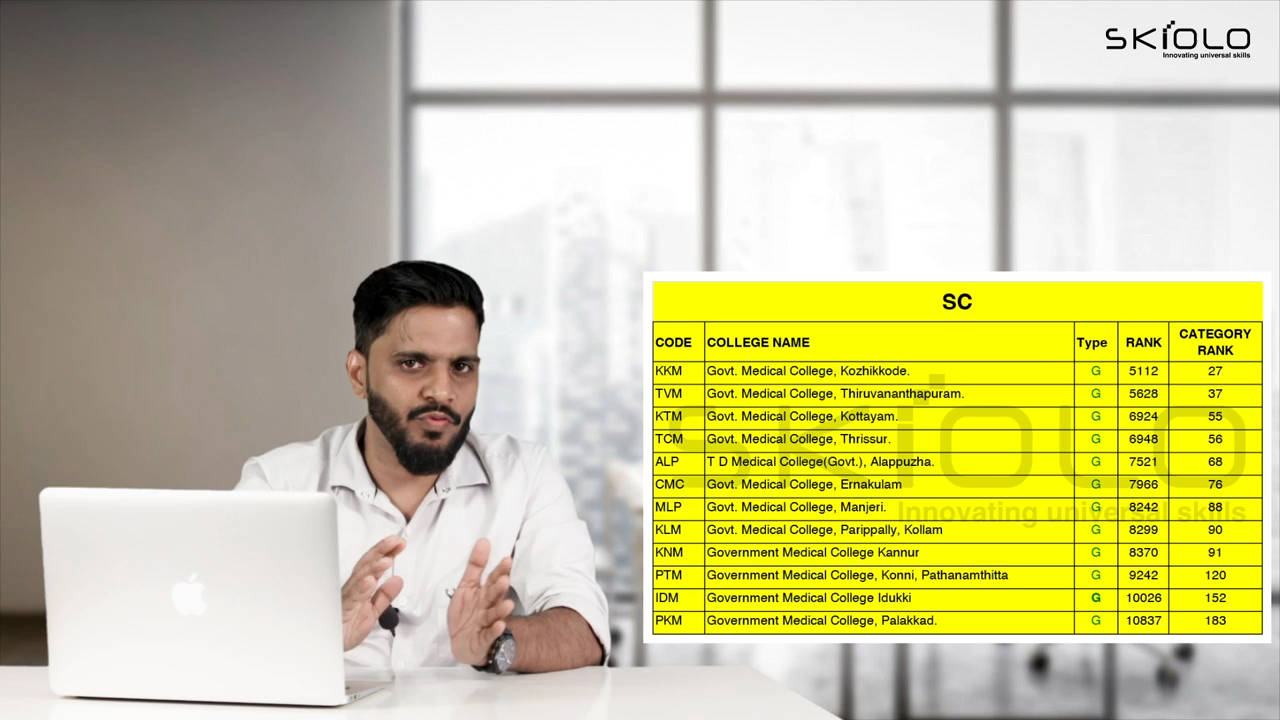 SKiOLO
Innovating universal skills
SC
CODE COLLEGE NAME Type RANK CATEGORY RANK
KKM Govt. Medical College, Kozhikkode. G 5112 27
TVM Govt. Medical College, Thiruvananthapuram. G 5628 37
KTM Govt. Medical College, Kottayam. G 6924 55
TCM Govt. Medical College, Thrissur. G 6948 56
ALP T D Medical College(Govt.), Alappuzha. G 7521 68
CMC Govt. Medical College, Ernakulam G 7966 76
MLP Govt. Medical College, Manjeri. G 8242 88
KLM Govt. Medical College, Parippally, Kollam G 8299 90
KNM Government Medical College Kannur G 8370 91
PTM Government Medical College, Konni, Pathanamthitta G 9242 120
IDM Government Medical College Idukki G 10026 152
PKM Government Medical College, Palakkad. G 10837 183
SKiOLO
Innovating universal skills